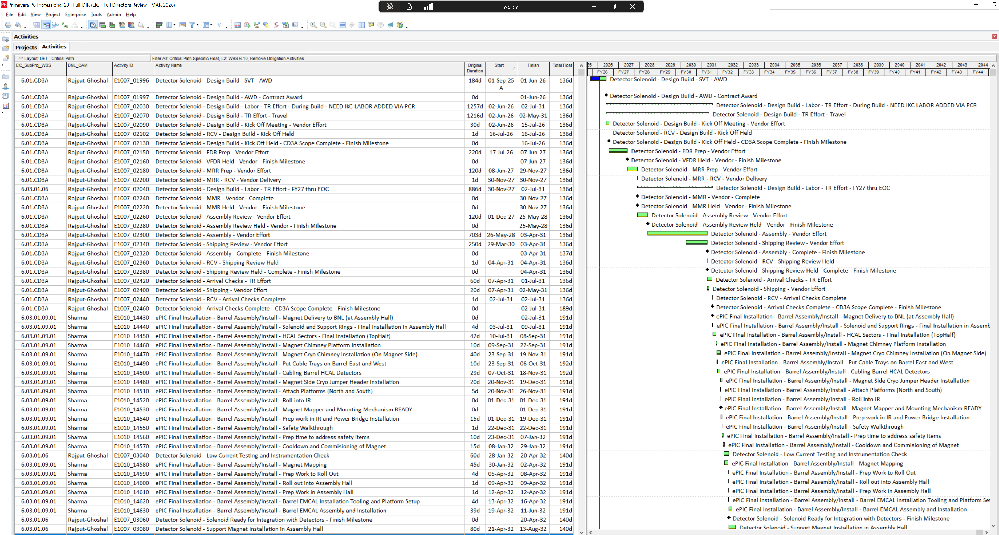 Primavera P6 Professional 23 : Full_DIR (EIC - Full Directors Review - MAR 2026)
ssp-evt
File Edit View Project Enterprise Tools Admin Help
Activities
Projects Activities
Layout: DET - Critical Path Filter All: Critical Path Specific Float, L2: WBS 6.10, Remove Obligation Activities
EIC_SubProj_WBS BNL_CAM Activity ID Activity Name Original Duration Start Finish Total Float
25 2026 2027 2028 2029 2030 2031 2032 2033 2034 2035 2036 2037 2038 2039 2040 2041 2042 2043 2044
FY26 FY27 FY28 FY29 FY30 FY31 FY32 FY33 FY34 FY35 FY36 FY37 FY38 FY39 FY40 FY41 FY42 FY43 FY44
6.01.CD3A Rajput-Ghoshal E1007_01996 Detector Solenoid - Design Build - SVT - AWD 184d 01-Sep-25 A 01-Jun-26 136d Detector Solenoid - Design Build - SVT - AWD
6.01.CD3A Rajput-Ghoshal E1007_01997 Detector Solenoid - Design Build - AWD - Contract Award 0d 01-Jun-26 136d Detector Solenoid - Design Build - AWD - Contract Award
6.01.CD3A Rajput-Ghoshal E1007_02030 Detector Solenoid - Design Build - Labor - TR Effort - During Build - NEED IKC LABOR ADDED VIA PCR 1257d 02-Jun-26 02-Jul-31 136d Detector Solenoid - Design Build - Labor - TR Effort - During Build - NEED IKC LABOR ADDED VIA PCR
6.01.CD3A Rajput-Ghoshal E1007_02070 Detector Solenoid - Design Build - TR Effort - Travel 1216d 02-Jun-26 02-May-31 136d Detector Solenoid - Design Build - TR Effort - Travel
6.01.CD3A Rajput-Ghoshal E1007_02090 Detector Solenoid - Design Build - Kick Off Meeting - Vendor Effort 30d 02-Jun-26 15-Jul-26 136d Detector Solenoid - Design Build - Kick Off Meeting - Vendor Effort
6.01.CD3A Rajput-Ghoshal E1007_02102 Detector Solenoid - RCV - Design Build - Kick Off Held 1d 16-Jul-26 16-Jul-26 136d Detector Solenoid - RCV - Design Build - Kick Off Held
6.01.CD3A Rajput-Ghoshal E1007_02130 Detector Solenoid - Design Build - Kick Off Held - CD3A Scope Complete - Finish Milestone 0d 16-Jul-26 136d Detector Solenoid - Design Build - Kick Off Held - CD3A Scope Complete - Finish Milestone
6.01.CD3A Rajput-Ghoshal E1007_02150 Detector Solenoid - FDR Prep - Vendor Effort 220d 17-Jul-26 07-Jun-27 136d Detector Solenoid - FDR Prep - Vendor Effort
6.01.CD3A Rajput-Ghoshal E1007_02160 Detector Solenoid - VFDR Held - Vendor - Finish Milestone 0d 07-Jun-27 136d Detector Solenoid - VFDR Held - Vendor - Finish Milestone
6.01.CD3A Rajput-Ghoshal E1007_02180 Detector Solenoid - MRR Prep - Vendor Effort 120d 08-Jun-27 29-Nov-27 136d Detector Solenoid - MRR Prep - Vendor Effort
6.01.CD3A Rajput-Ghoshal E1007_02200 Detector Solenoid - MRR - RCV - Vendor Delivery 1d 30-Nov-27 30-Nov-27 136d Detector Solenoid - MRR - RCV - Vendor Delivery
6.03.01.06 Rajput-Ghoshal E1007_02040 Detector Solenoid - Design Build - Labor - TR Effort - FY27 thru EOC 886d 30-Nov-27 02-Jul-31 136d Detector Solenoid - Design Build - Labor - TR Effort - FY27 thru EOC
6.01.CD3A Rajput-Ghoshal E1007_02240 Detector Solenoid - MMR - Vendor - Complete 0d 30-Nov-27 136d Detector Solenoid - MMR - Vendor - Complete
6.01.CD3A Rajput-Ghoshal E1007_02220 Detector Solenoid - MMR Held - Vendor - Finish Milestone 0d 30-Nov-27 136d Detector Solenoid - MMR Held - Vendor - Finish Milestone
6.01.CD3A Rajput-Ghoshal E1007_02260 Detector Solenoid - Assembly Review - Vendor Effort 120d 01-Dec-27 25-May-28 136d Detector Solenoid - Assembly Review - Vendor Effort
6.01.CD3A Rajput-Ghoshal E1007_02280 Detector Solenoid - Assembly Review Held - Vendor - Finish Milestone 0d 25-May-28 136d Detector Solenoid - Assembly Review Held - Vendor - Finish Milestone
6.01.CD3A Rajput-Ghoshal E1007_02300 Detector Solenoid - Assembly - Vendor Effort 703d 26-May-28 03-Apr-31 136d Detector Solenoid - Assembly - Vendor Effort
6.01.CD3A Rajput-Ghoshal E1007_02340 Detector Solenoid - Shipping Review - Vendor Effort 250d 29-Mar-30 03-Apr-31 136d Detector Solenoid - Shipping Review - Vendor Effort
6.01.CD3A Rajput-Ghoshal E1007_02320 Detector Solenoid - Assembly - Complete - Finish Milestone 0d 03-Apr-31 137d Detector Solenoid - Assembly - Complete - Finish Milestone
6.01.CD3A Rajput-Ghoshal E1007_02360 Detector Solenoid - RCV - Shipping Review Held 1d 04-Apr-31 04-Apr-31 136d Detector Solenoid - RCV - Shipping Review Held
6.01.CD3A Rajput-Ghoshal E1007_02380 Detector Solenoid - Shipping Review Held - Complete - Finish Milestone 0d 04-Apr-31 136d Detector Solenoid - Shipping Review Held - Complete - Finish Milestone
6.01.CD3A Rajput-Ghoshal E1007_02420 Detector Solenoid - Arrival Checks - TR Effort 60d 07-Apr-31 01-Jul-31 136d Detector Solenoid - Arrival Checks - TR Effort
6.01.CD3A Rajput-Ghoshal E1007_02400 Detector Solenoid - Shipping - Vendor Effort 20d 07-Apr-31 02-May-31 136d Detector Solenoid - Shipping - Vendor Effort
6.01.CD3A Rajput-Ghoshal E1007_02440 Detector Solenoid - RCV - Arrival Checks Complete 1d 02-Jul-31 02-Jul-31 136d Detector Solenoid - RCV - Arrival Checks Complete
6.01.CD3A Rajput-Ghoshal E1007_02460 Detector Solenoid - Arrival Checks Complete - CD3A Scope Complete - Finish Milestone 0d 02-Jul-31 189d Detector Solenoid - Arrival Checks Complete - CD3A Scope Complete - Finish Milestone
6.03.01.09.01 Sharma E1010_14430 ePIC Final Installation - Barrel Assembly/Install - Magnet Delivery to BNL (at Assembly Hall) 0d 02-Jul-31 191d ePIC Final Installation - Barrel Assembly/Install - Magnet Delivery to BNL (at Assembly Hall)
6.03.01.09.01 Sharma E1010_14440 ePIC Final Installation - Barrel Assembly/Install - Solenoid and Support Rings - Final Installation in Assembly Hall 4d 03-Jul-31 09-Jul-31 191d ePIC Final Installation - Barrel Assembly/Install - Solenoid and Support Rings - Final Installation in Assemb
6.03.01.09.01 Sharma E1010_14450 ePIC Final Installation - Barrel Assembly/Install - HCAL Sectors - Final Installation (TopHalf) 42d 10-Jul-31 08-Sep-31 191d ePIC Final Installation - Barrel Assembly/Install - HCAL Sectors - Final Installation (TopHalf)
6.03.01.09.01 Sharma E1010_14460 ePIC Final Installation - Barrel Assembly/Install - Magnet Chimney Platform Installation 10d 09-Sep-31 22-Sep-31 191d ePIC Final Installation - Barrel Assembly/Install - Magnet Chimney Platform Installation
6.03.01.09.01 Sharma E1010_14470 ePIC Final Installation - Barrel Assembly/Install - Magnet Cryo Chimney Installation (On Magnet Side) 40d 23-Sep-31 19-Nov-31 191d ePIC Final Installation - Barrel Assembly/Install - Magnet Cryo Chimney Installation (On Magnet Side)
6.03.01.09.01 Sharma E1010_14490 ePIC Final Installation - Barrel Assembly/Install - Put Cable Trays on Barrel East and West 10d 23-Sep-31 06-Oct-31 192d ePIC Final Installation - Barrel Assembly/Install - Put Cable Trays on Barrel East and West
6.03.01.09.01 Sharma E1010_14500 ePIC Final Installation - Barrel Assembly/Install - Cabling Barrel HCAL Detectors 29d 07-Oct-31 18-Nov-31 192d ePIC Final Installation - Barrel Assembly/Install - Cabling Barrel HCAL Detectors
6.03.01.09.01 Sharma E1010_14480 ePIC Final Installation - Barrel Assembly/Install - Magnet Side Cryo Jumper Header Installation 20d 20-Nov-31 19-Dec-31 191d ePIC Final Installation - Barrel Assembly/Install - Magnet Side Cryo Jumper Header Installation
6.03.01.09.01 Sharma E1010_14510 ePIC Final Installation - Barrel Assembly/Install - Attach Platforms (North and South) 5d 20-Nov-31 26-Nov-31 191d ePIC Final Installation - Barrel Assembly/Install - Attach Platforms (North and South)
6.03.01.09.01 Sharma E1010_14520 ePIC Final Installation - Barrel Assembly/Install - Roll into IR 0d 01-Dec-31 01-Dec-31 191d ePIC Final Installation - Barrel Assembly/Install - Roll into IR
6.03.01.09.01 Sharma E1010_14530 ePIC Final Installation - Barrel Assembly/Install - Magnet Mapper and Mounting Mechanism READY 0d 01-Dec-31 191d ePIC Final Installation - Barrel Assembly/Install - Magnet Mapper and Mounting Mechanism READY
6.03.01.09.01 Sharma E1010_14540 ePIC Final Installation - Barrel Assembly/Install - Prep work in IR and Power Bridge Installation 15d 01-Dec-31 19-Dec-31 191d ePIC Final Installation - Barrel Assembly/Install - Prep work in IR and Power Bridge Installation
6.03.01.09.01 Sharma E1010_14550 ePIC Final Installation - Barrel Assembly/Install - Safety Walkthrough 1d 22-Dec-31 22-Dec-31 191d ePIC Final Installation - Barrel Assembly/Install - Safety Walkthrough
6.03.01.09.01 Sharma E1010_14560 ePIC Final Installation - Barrel Assembly/Install - Prep time to address safety items 10d 23-Dec-31 07-Jan-32 191d ePIC Final Installation - Barrel Assembly/Install - Prep time to address safety items
6.03.01.09.01 Sharma E1010_14570 ePIC Final Installation - Barrel Assembly/Install - Cooldown and Commisioning of Magnet 15d 08-Jan-32 29-Jan-32 191d ePIC Final Installation - Barrel Assembly/Install - Cooldown and Commisioning of Magnet
6.03.01.06 Rajput-Ghoshal E1007_03040 Detector Solenoid - Low Current Testing and Instrumentation Check 60d 28-Jan-32 20-Apr-32 140d Detector Solenoid - Low Current Testing and Instrumentation Check
6.03.01.09.01 Sharma E1010_14580 ePIC Final Installation - Barrel Assembly/Install - Magnet Mapping 45d 30-Jan-32 02-Apr-32 191d ePIC Final Installation - Barrel Assembly/Install - Magnet Mapping
6.03.01.09.01 Sharma E1010_14590 ePIC Final Installation - Barrel Assembly/Install - Prep Work to Roll Out 4d 05-Apr-32 08-Apr-32 191d ePIC Final Installation - Barrel Assembly/Install - Prep Work to Roll Out
6.03.01.09.01 Sharma E1010_14600 ePIC Final Installation - Barrel Assembly/Install - Roll out into Assembly Hall 1d 09-Apr-32 09-Apr-32 191d ePIC Final Installation - Barrel Assembly/Install - Roll out into Assembly Hall
6.03.01.09.01 Sharma E1010_14610 ePIC Final Installation - Barrel Assembly/Install - Prep Work in Assembly Hall 1d 12-Apr-32 12-Apr-32 191d ePIC Final Installation - Barrel Assembly/Install - Prep Work in Assembly Hall
6.03.01.09.01 Sharma E1010_14620 ePIC Final Installation - Barrel Assembly/Install - Barrel EMCAL Installation Tooling and Platform Setup 4d 13-Apr-32 16-Apr-32 191d ePIC Final Installation - Barrel Assembly/Install - Barrel EMCAL Installation Tooling and Platform Set
6.03.01.09.01 Sharma E1010_14630 ePIC Final Installation - Barrel Assembly/Install - Barrel EMCAL Assembly and Installation 39d 19-Apr-32 11-Jun-32 191d ePIC Final Installation - Barrel Assembly/Install - Barrel EMCAL Assembly and Installation
6.03.01.06 Rajput-Ghoshal E1007_03060 Detector Solenoid - Solenoid Ready for Integration with Detectors - Finish Milestone 0d 20-Apr-32 140d Detector Solenoid - Solenoid Ready for Integration with Detectors - Finish Milestone
6.03.01.06 Rajput-Ghoshal E1007_03080 Detector Solenoid - Support Magnet Installation in Assembly Hall 80d 21-Apr-32 13-Aug-32 140d Detector Solenoid - Support Magnet Installation in Assembly Hall